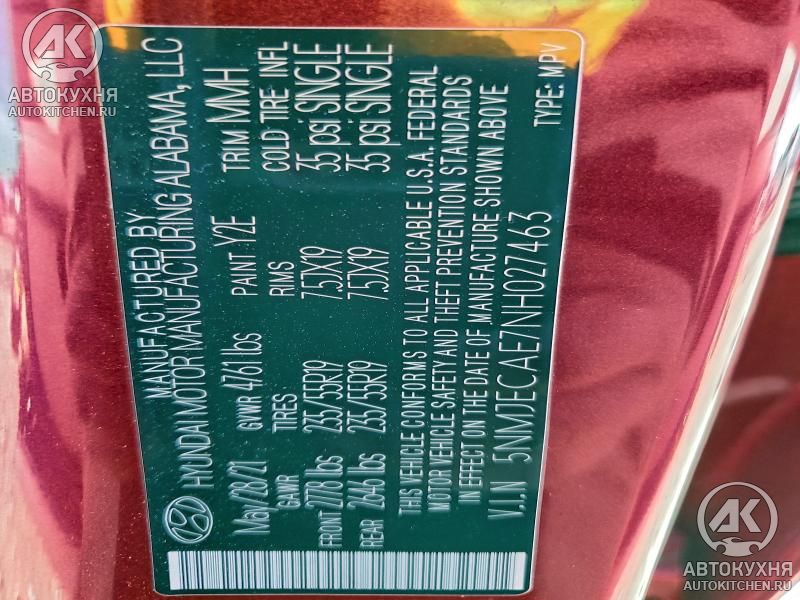 MANUFACTURED BY
HYUNDAI MOTOR MANUFACTURING ALABAMA, LLC
May/28/21 GVWR 4761 lbs PAINT Y2E TRIM MMH
GAWR TIRES RIMS COLD TIRE INFL
FRONT 2778 lbs 235/55R19 7.5JX19 35 psi SINGLE
REAR 2646 lbs 235/55R19 7.5JX19 35 psi SINGLE
THIS VEHICLE CONFORMS TO ALL APPLICABLE U.S.A. FEDERAL
MOTOR VEHICLE SAFETY AND THEFT PREVENTION STANDARDS
IN EFFECT ON THE DATE OF MANUFACTURE SHOWN ABOVE
V.I.N 5NMJECAE7NH027463 TYPE: MPV
AK
АВТОКУХНЯ
AUTOKITCHEN.RU
AK
АВТОКУХНЯ
AUTOKITCHEN.RU